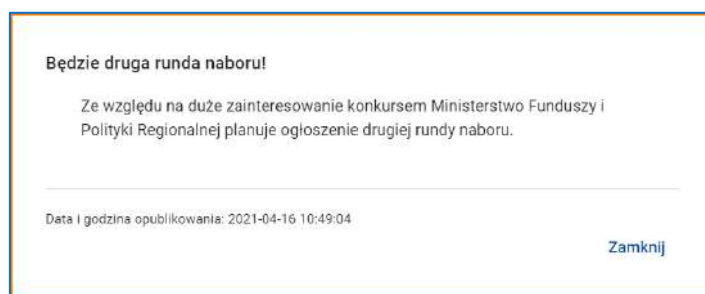 Będzie druga runda naboru!
Ze względu na duże zainteresowanie konkursem Ministerstwo Funduszy i
Polityki Regionalnej planuje ogłoszenie drugiej rundy naboru.
Data i godzina opublikowania: 2021-04-16 10:49:04
Zamknij